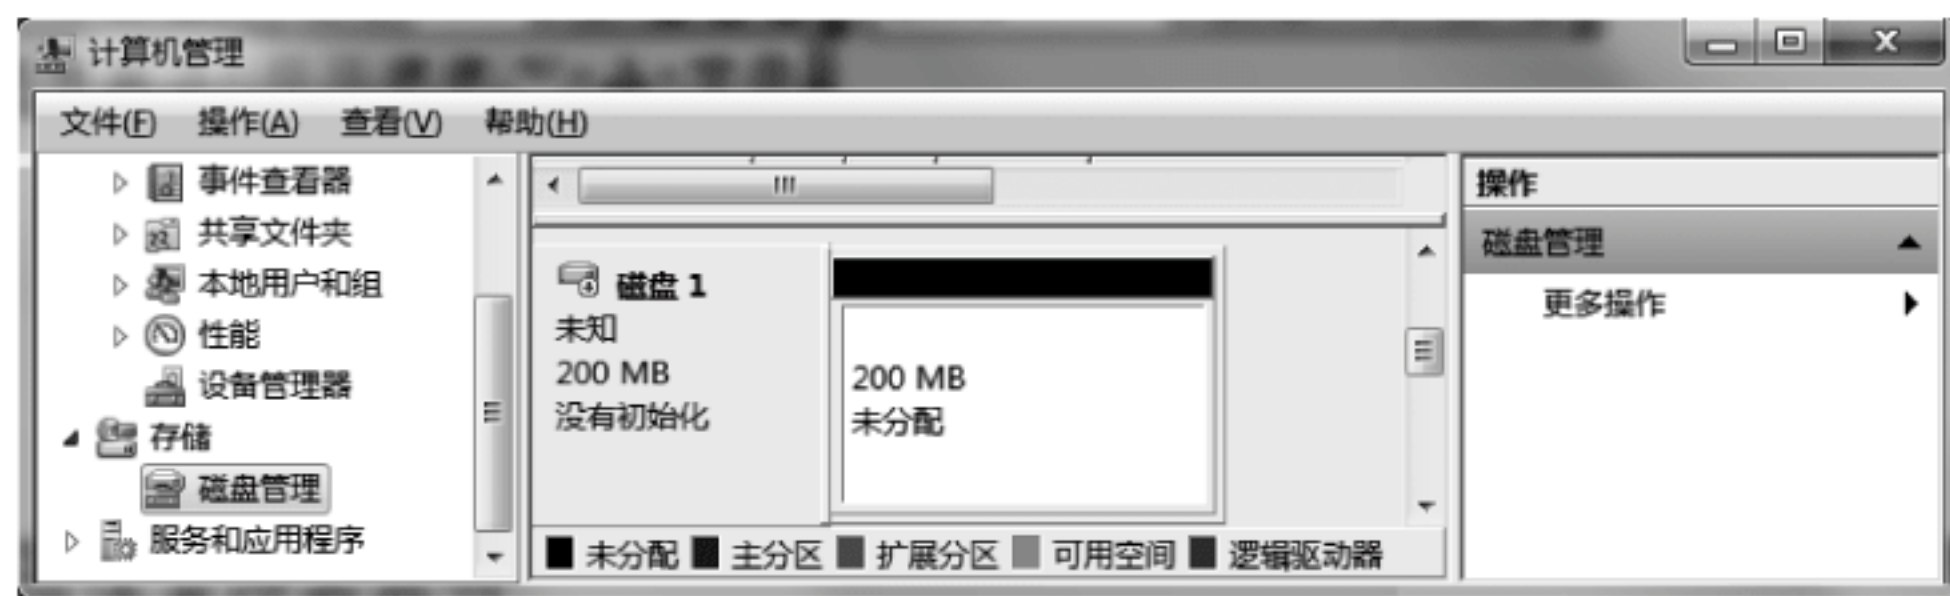 计算机管理
文件(F) 操作(A) 查看(V) 帮助(H)
事件查看器
共享文件夹
本地用户和组
性能
设备管理器
存储
磁盘管理
服务和应用程序
磁盘 1
未知
200 MB
没有初始化
200 MB
未分配
未分配 主分区 扩展分区 可用空间 逻辑驱动器
操作
磁盘管理
更多操作